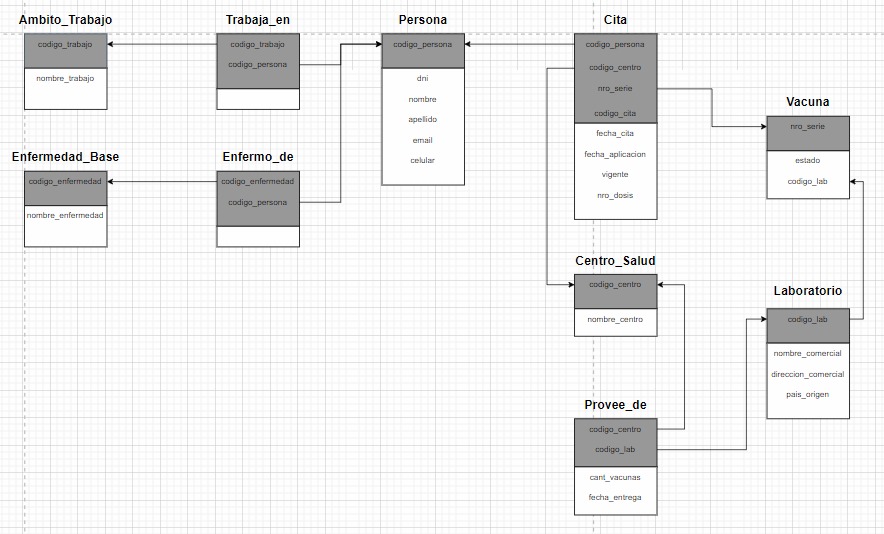 Ambito_Trabajo
codigo_trabajo
nombre_trabajo
Trabaja_en
codigo_trabajo
codigo_persona
Persona
codigo_persona
dni
nombre
apellido
email
celular
Cita
codigo_persona
codigo_centro
nro_serie
codigo_cita
fecha_cita
fecha_aplicacion
vigente
nro_dosis
Vacuna
nro_serie
estado
codigo_lab
Enfermedad_Base
codigo_enfermedad
nombre_enfermedad
Enfermo_de
codigo_enfermedad
codigo_persona
Centro_Salud
codigo_centro
nombre_centro
Laboratorio
codigo_lab
nombre_comercial
direccion_comercial
pais_origen
Provee_de
codigo_centro
codigo_lab
cant_vacunas
fecha_entrega